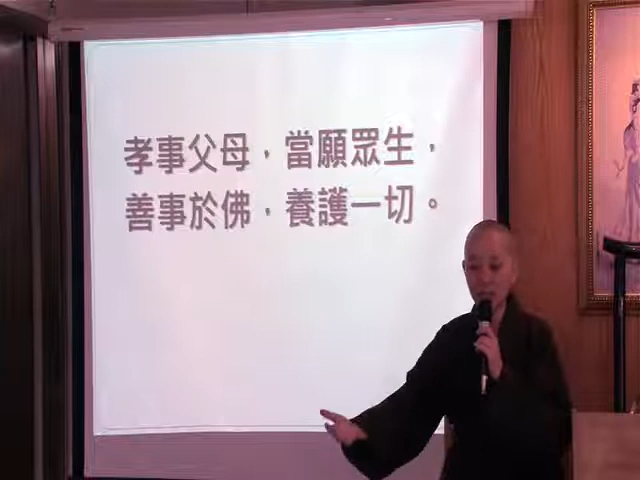 孝事父母，當願眾生，
善事於佛，養護一切。